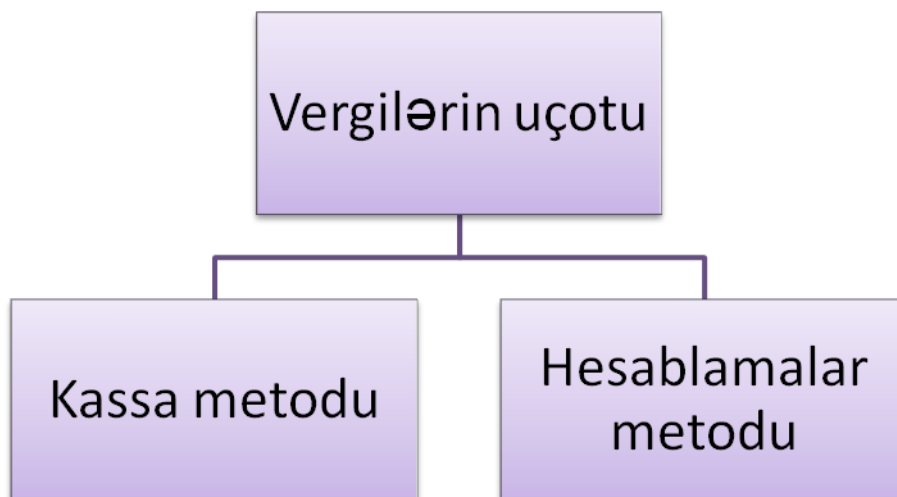 Vergilərin uçotu
Kassa metodu
Hesablamalar
metodu